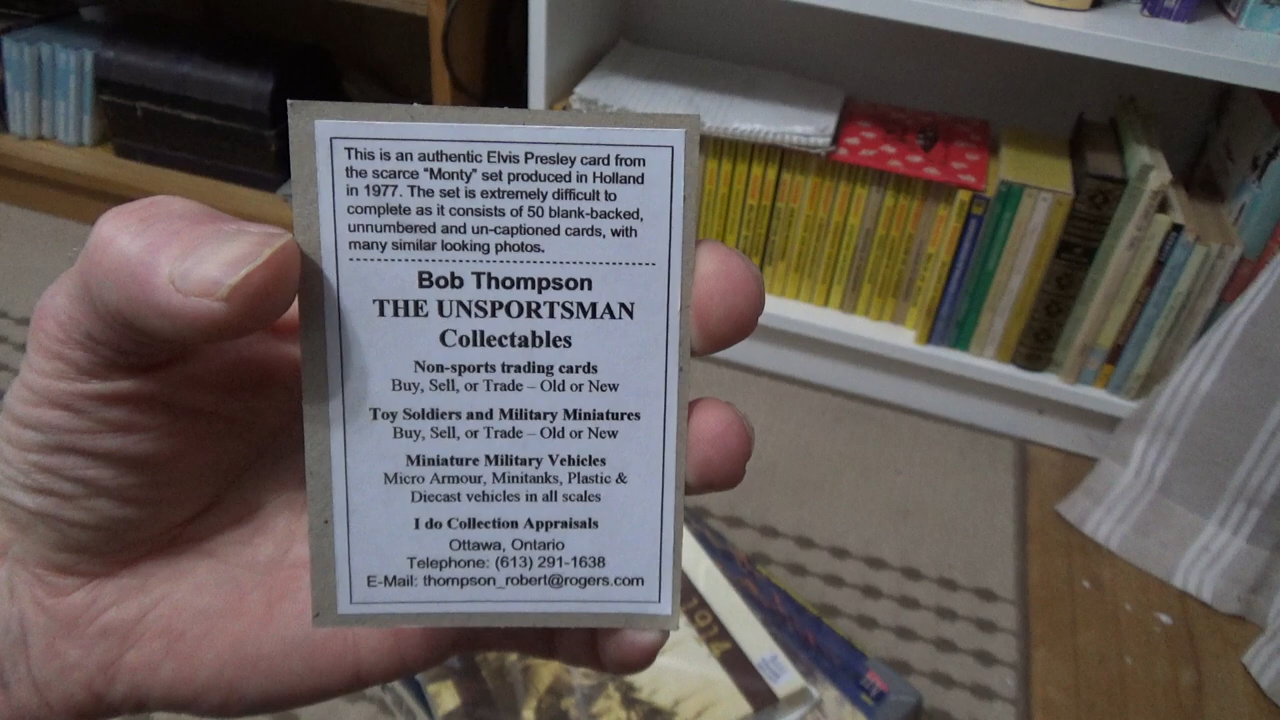 This is an authentic Elvis Presley card from
the scarce "Monty" set produced in Holland
in 1977. The set is extremely difficult to
complete as it consists of 50 blank-backed,
unnumbered and un-captioned cards, with
many similar looking photos.
Bob Thompson
THE UNSPORTSMAN
Collectables
Non-sports trading cards
Buy, Sell, or Trade – Old or New
Toy Soldiers and Military Miniatures
Buy, Sell, or Trade – Old or New
Miniature Military Vehicles
Micro Armour, Minitanks, Plastic &
Diecast vehicles in all scales
I do Collection Appraisals
Ottawa, Ontario
Telephone: (613) 291-1638
E-Mail: thompson_robert@rogers.com